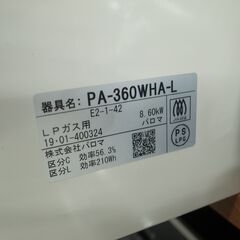 器具名: PA-360WHA-L
E2-1-42 8.60kW
LPガス用 パロマ
19.01-400324
株式会社パロマ
区分C 効率56.3%
区分L 効率210Wh
PS
LPG